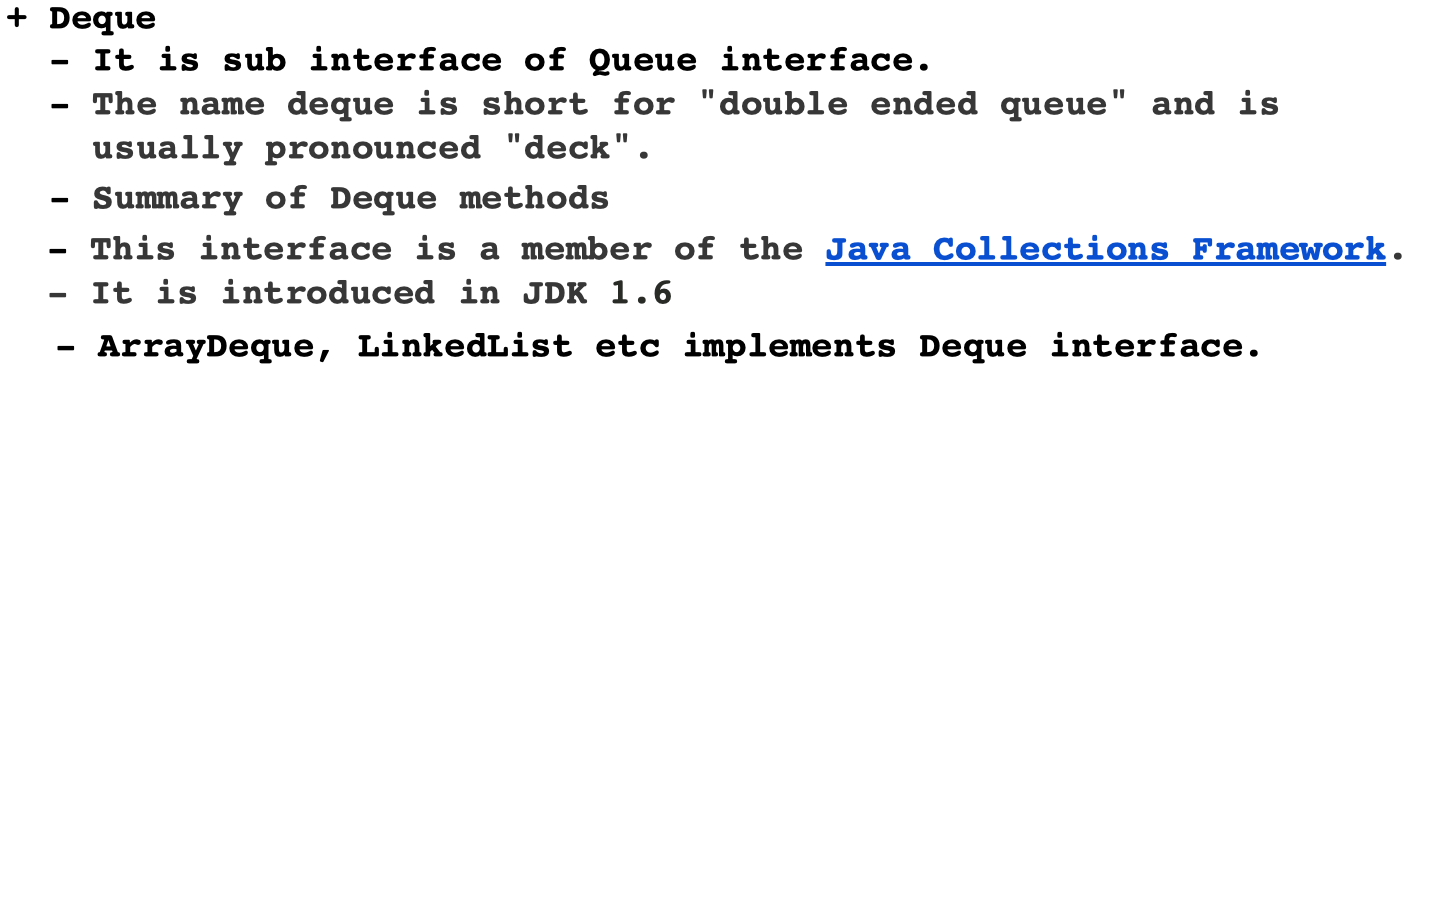 + Deque
- It is sub interface of Queue interface.
- The name deque is short for "double ended queue" and is
usually pronounced "deck".
- Summary of Deque methods
- This interface is a member of the Java Collections Framework.
- It is introduced in JDK 1.6
- ArrayDeque, LinkedList etc implements Deque interface.